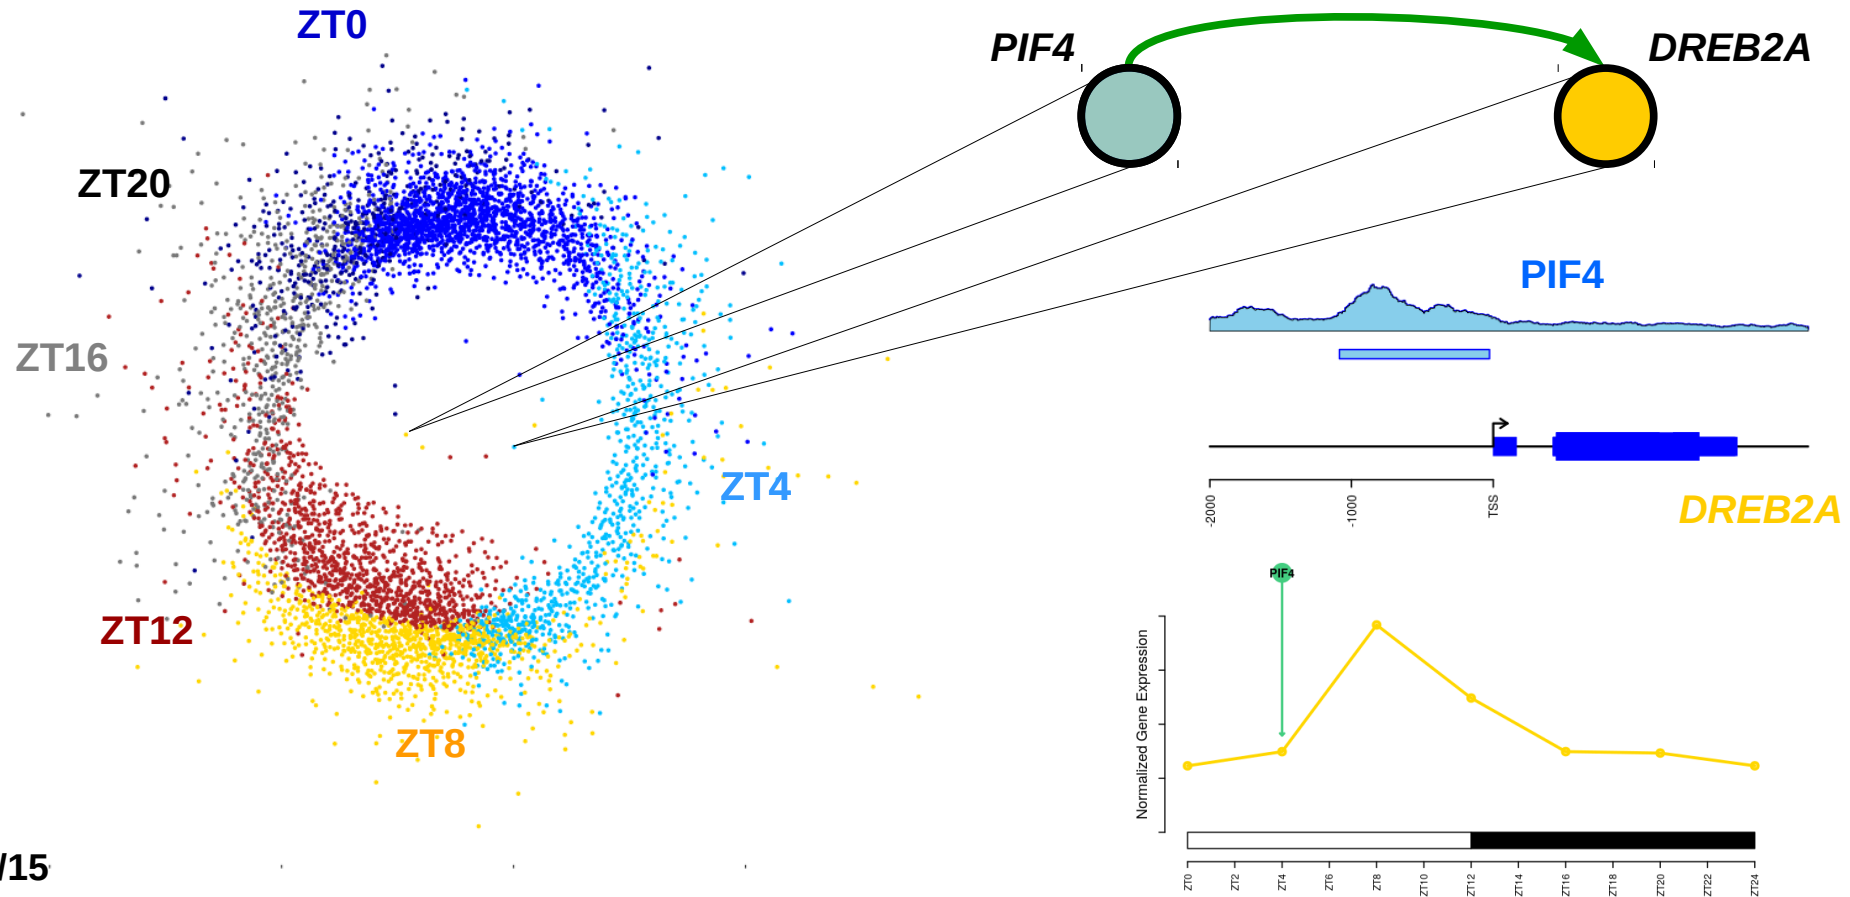 ZT0
PIF4
DREB2A
ZT20
PIF4
ZT16
ZT4
-2000
-1000
TSS
DREB2A
PIF4
ZT12
ZT8
Normalized Gene Expression
/15
ZT0
ZT2
ZT4
ZT6
ZT8
ZT10
ZT12
ZT14
ZT16
ZT18
ZT20
ZT22
ZT24